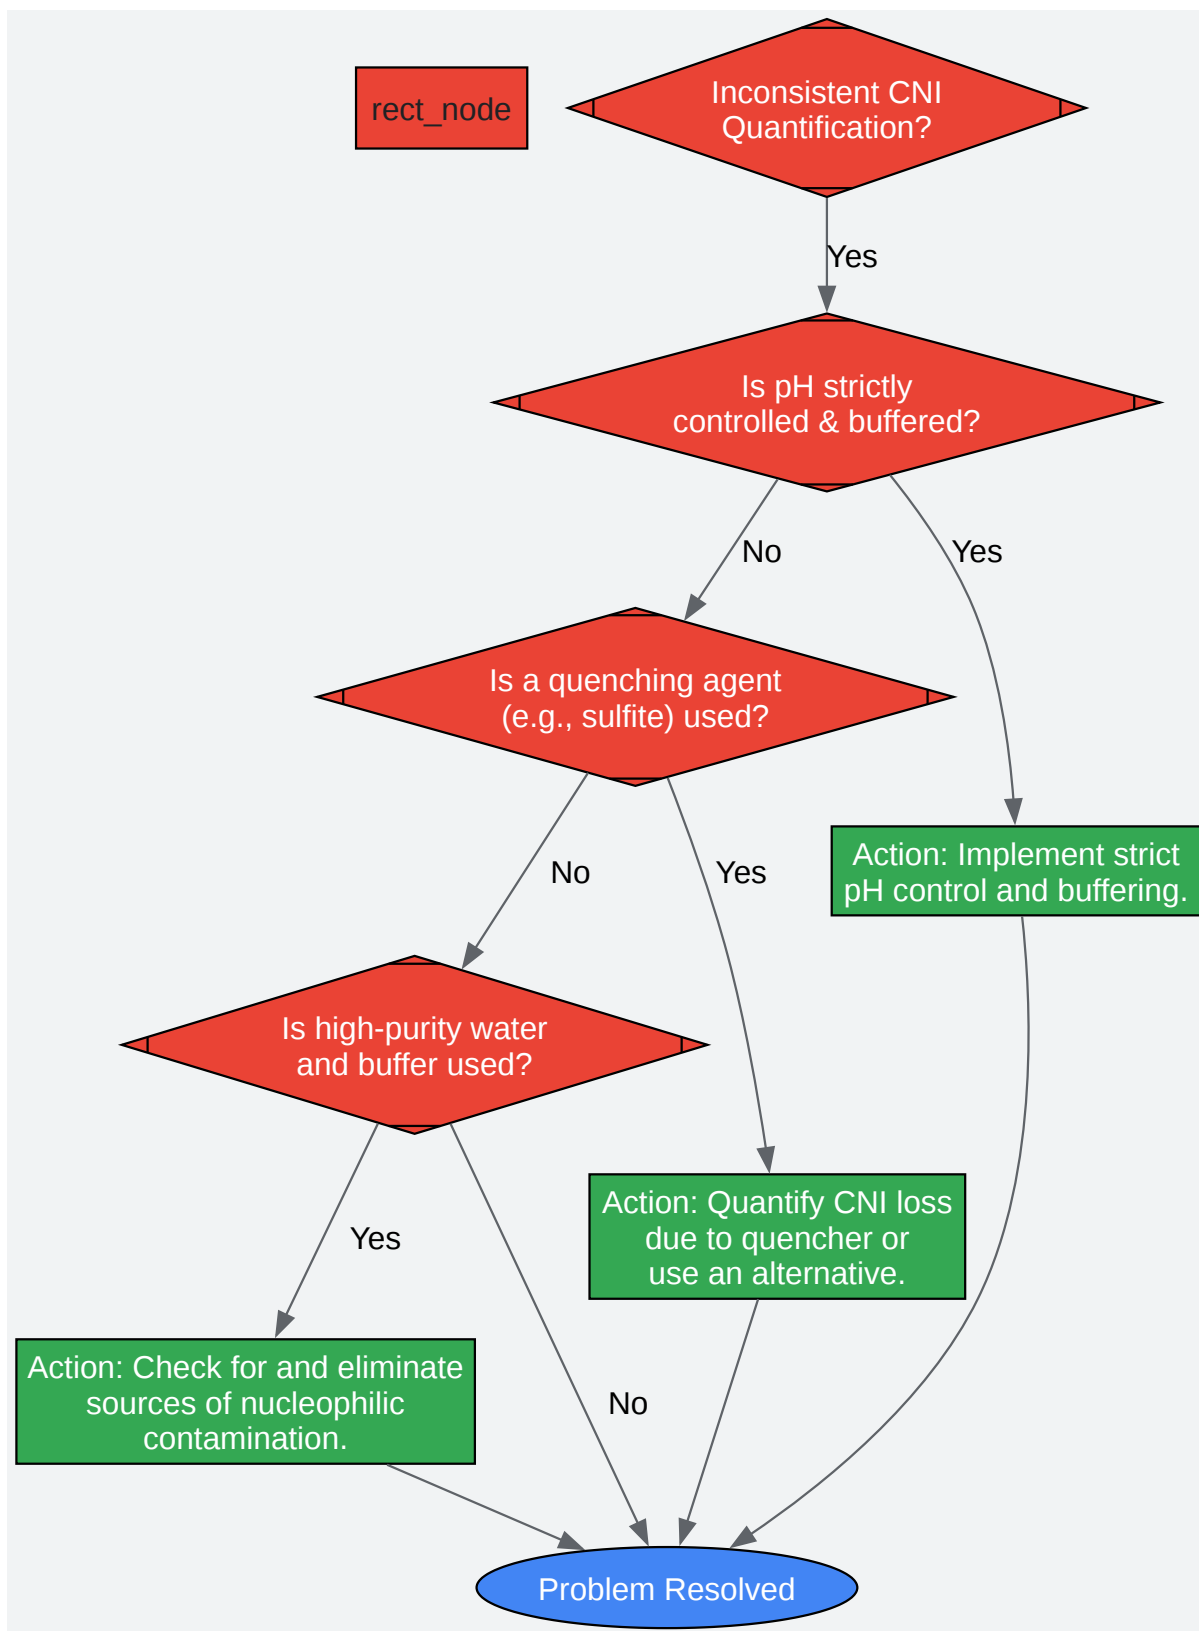 rect_node
Inconsistent CNI
Quantification?
Yes
Is pH strictly
controlled & buffered?
No
Yes
Is a quenching agent
(e.g., sulfite) used?
No
Yes
Action: Implement strict
pH control and buffering.
Is high-purity water
and buffer used?
Yes
Action: Quantify CNI loss
due to quencher or
use an alternative.
Action: Check for and eliminate
sources of nucleophilic
contamination.
No
Problem Resolved